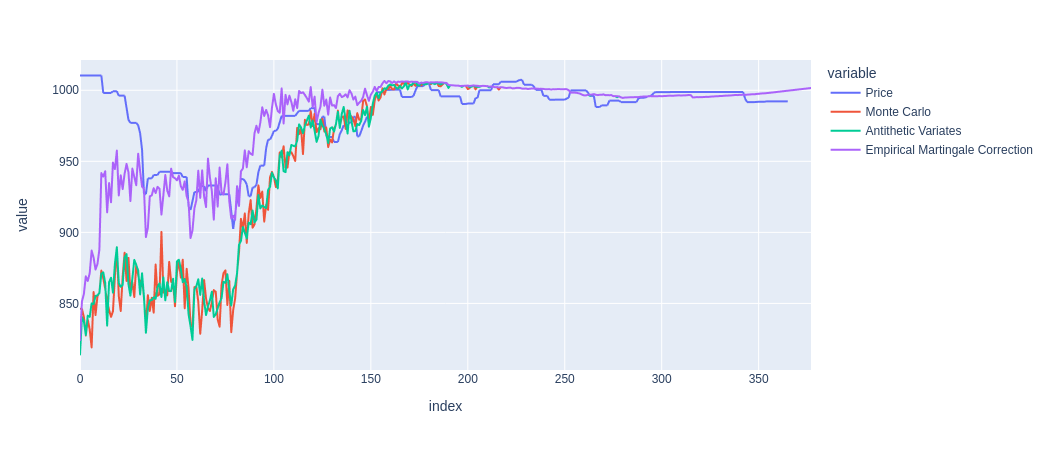 variable
Price
Monte Carlo
Antithetic Variates
Empirical Martingale Correction
value
1000
950
900
850
0 50 100 150 200 250 300 350
index